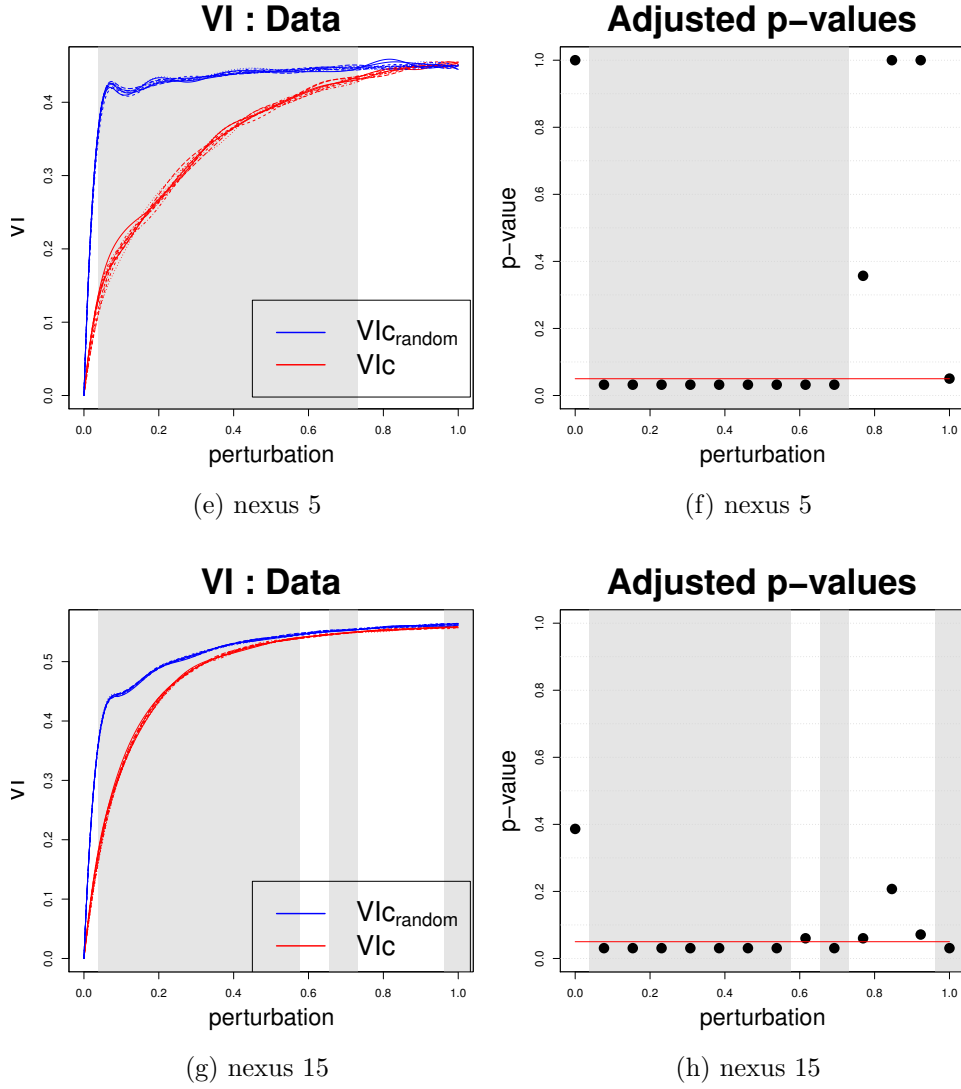 VI : Data
Adjusted p−values
VI
0.0 0.1 0.2 0.3 0.4
VIc random
VIc
0.0 0.2 0.4 0.6 0.8 1.0
perturbation
p−value
0.0 0.2 0.4 0.6 0.8 1.0
0.0 0.2 0.4 0.6 0.8 1.0
perturbation
(e) nexus 5
(f) nexus 5
VI : Data
Adjusted p−values
VI
0.0 0.1 0.2 0.3 0.4 0.5
VIc random
VIc
0.0 0.2 0.4 0.6 0.8 1.0
perturbation
p−value
0.0 0.2 0.4 0.6 0.8 1.0
0.0 0.2 0.4 0.6 0.8 1.0
perturbation
(g) nexus 15
(h) nexus 15